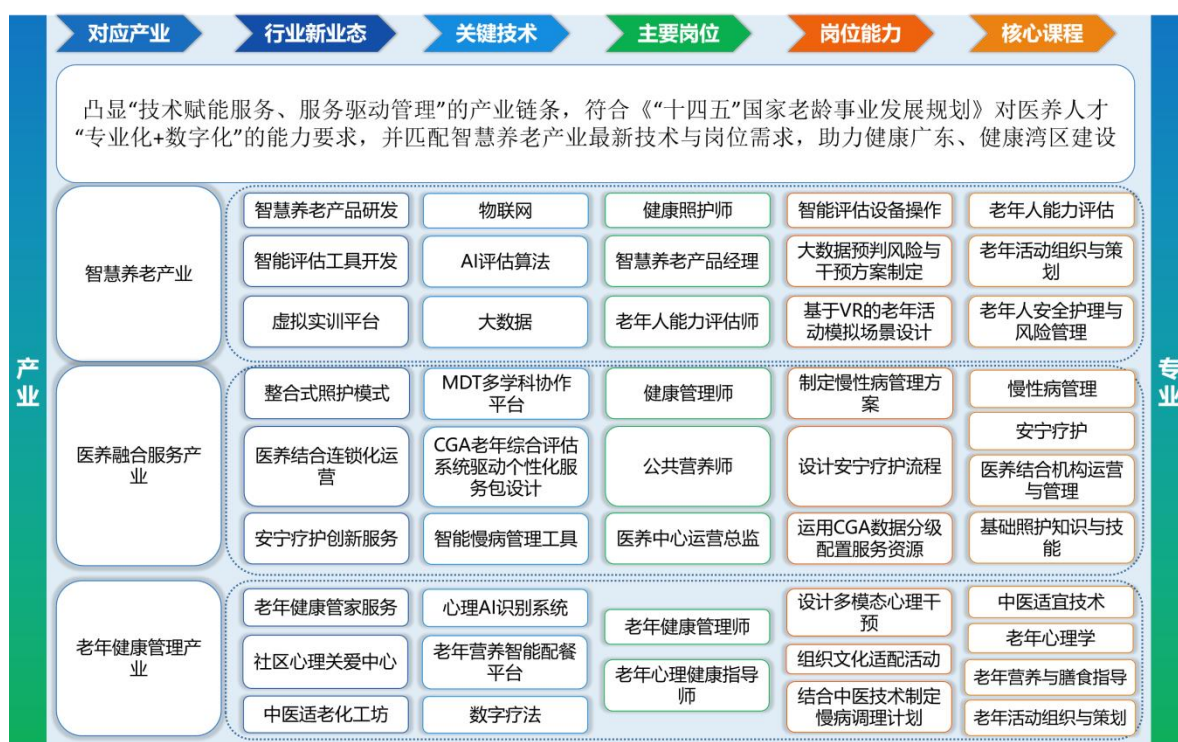 对应产业
行业新业态
关键技术
主要岗位
岗位能力
核心课程
凸显“技术赋能服务、服务驱动管理”的产业链条，符合《“十四五”国家老龄事业发展规划》对医养人才
“专业化+数字化”的能力要求，并匹配智慧养老产业最新技术与岗位需求，助力健康广东、健康湾区建设
产
业
智慧养老产业
智慧养老产品研发
物联网
健康照护师
智能评估设备操作
老年人能力评估
智能评估工具开发
AI评估算法
智慧养老产品经理
大数据预判风险与
干预方案制定
老年活动组织与策
划
虚拟实训平台
大数据
老年人能力评估师
基于VR的老年活
动模拟场景设计
老年人安全护理与
风险管理
医养融合服务产
业
整合式照护模式
MDT多学科协作
平台
健康管理师
制定慢性病管理方
案
慢性病管理
安宁疗护
医养结合连锁化运
营
CGA老年综合评估
系统驱动个性化服
务包设计
公共营养师
设计安宁疗护流程
医养结合机构运营
与管理
安宁疗护创新服务
智能慢病管理工具
医养中心运营总监
运用CGA数据分级
配置服务资源
基础照护知识与技
能
老年健康管理产
业
老年健康管家服务
心理AI识别系统
老年健康管理师
设计多模态心理干
预
中医适宜技术
老年心理学
社区心理关爱中心
老年营养智能配餐
平台
老年心理健康指导
师
组织文化适配活动
老年营养与膳食指导
中医适老化工坊
数字疗法
结合中医技术制定
慢病调理计划
老年活动组织与策划
专
业